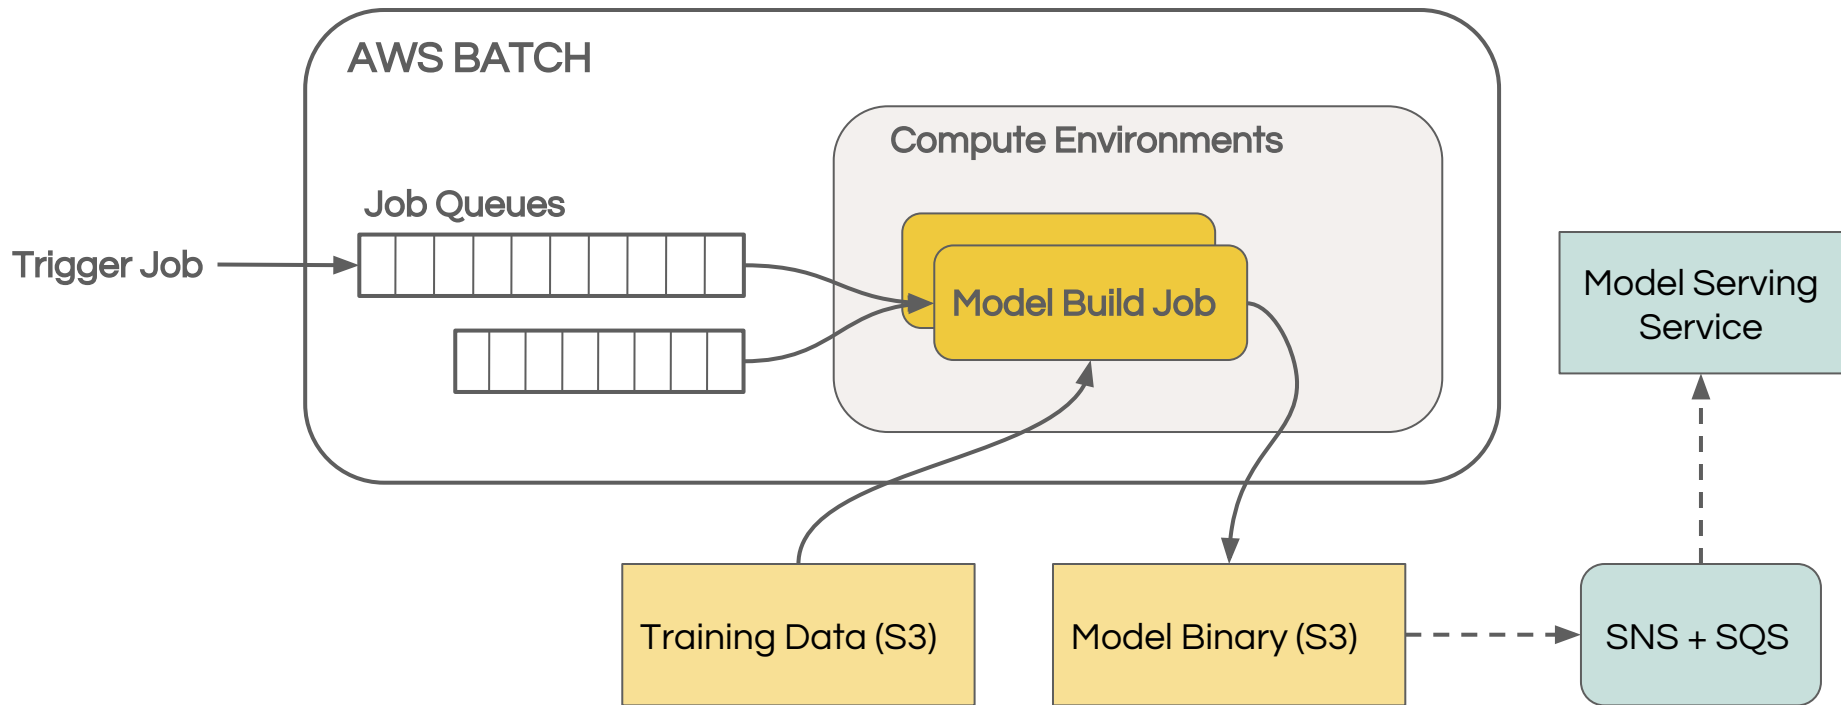 AWS BATCH
Compute Environments
Job Queues
Trigger Job
Model Build Job
Model Serving
Service
Training Data (S3)
Model Binary (S3)
SNS + SQS